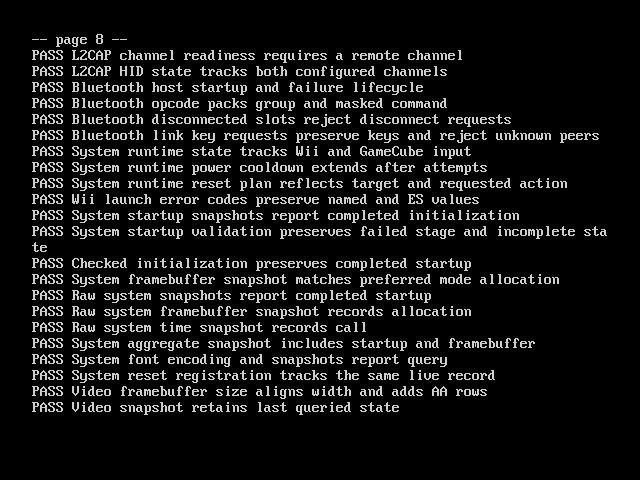 -- page 8 --
PASS L2CAP channel readiness requires a remote channel
PASS L2CAP HID state tracks both configured channels
PASS Bluetooth host startup and failure lifecycle
PASS Bluetooth opcode packs group and masked command
PASS Bluetooth disconnected slots reject disconnect requests
PASS Bluetooth link key requests preserve keys and reject unknown peers
PASS System runtime state tracks Wii and GameCube input
PASS System runtime power cooldown extends after attempts
PASS System runtime reset plan reflects target and requested action
PASS Wii launch error codes preserve named and ES values
PASS System startup snapshots report completed initialization
PASS System startup validation preserves failed stage and incomplete sta
te
PASS Checked initialization preserves completed startup
PASS System framebuffer snapshot matches preferred mode allocation
PASS Raw system snapshots report completed startup
PASS Raw system framebuffer snapshot records allocation
PASS Raw system time snapshot records call
PASS System aggregate snapshot includes startup and framebuffer
PASS System font encoding and snapshots report query
PASS System reset registration tracks the same live record
PASS Video framebuffer size aligns width and adds AA rows
PASS Video snapshot retains last queried state